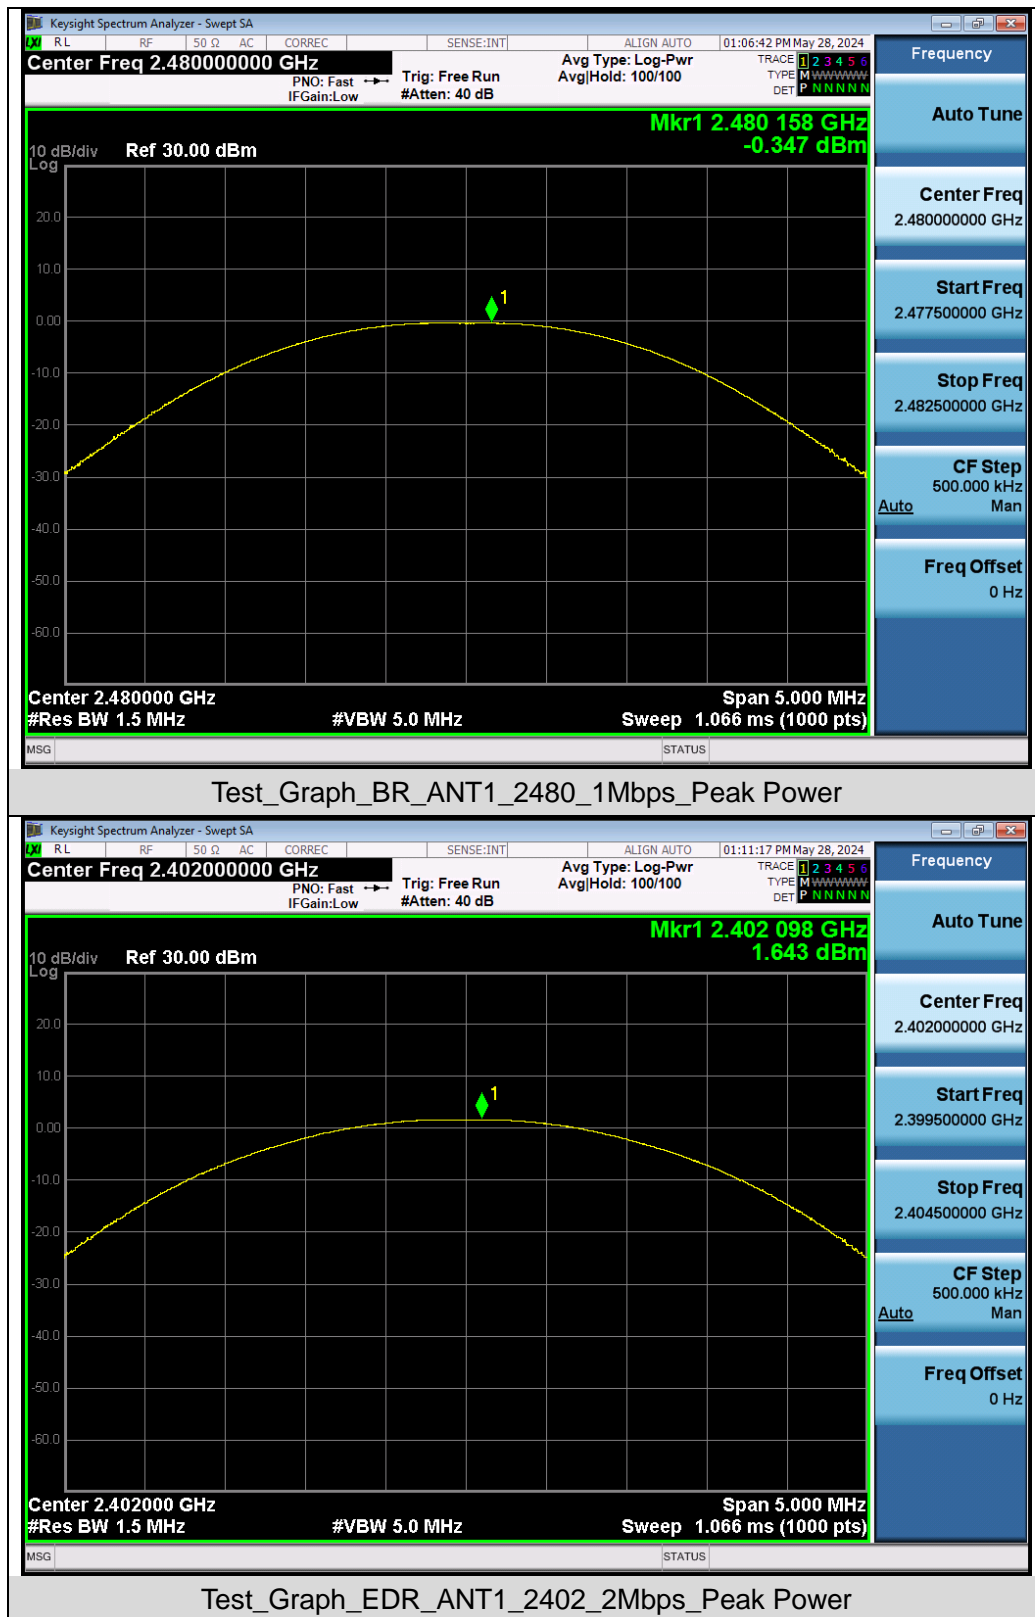 Keysight Spectrum Analyzer - Swept SA
LXI RL RF 50 Ω AC CORREC SENSE:INT ALIGN AUTO 01:06:42 PM May 28, 2024
Center Freq 2.480000000 GHz
PNO: Fast
IFGain:Low
Trig: Free Run
#Atten: 40 dB
Avg Type: Log-Pwr
Avg|Hold: 100/100
TRACE 1 2 3 4 5 6
TYPE M WWWWW
DET P N N N N N
Mkr1 2.480 158 GHz
-0.347 dBm
10 dB/div Ref 30.00 dBm
Log
20.0
10.0
1
0.00
-10.0
-20.0
-30.0
-40.0
-50.0
-60.0
Center 2.480000 GHz Span 5.000 MHz
#Res BW 1.5 MHz #VBW 5.0 MHz Sweep 1.066 ms (1000 pts)
MSG STATUS
Frequency
Auto Tune
Center Freq
2.480000000 GHz
Start Freq
2.477500000 GHz
Stop Freq
2.482500000 GHz
CF Step
500.000 kHz
Auto Man
Freq Offset
0 Hz
Test_Graph_BR_ANT1_2480_1Mbps_Peak Power
Keysight Spectrum Analyzer - Swept SA
LXI RL RF 50 Ω AC CORREC SENSE:INT ALIGN AUTO 01:11:17 PM May 28, 2024
Center Freq 2.402000000 GHz
PNO: Fast
IFGain:Low
Trig: Free Run
#Atten: 40 dB
Avg Type: Log-Pwr
Avg|Hold: 100/100
TRACE 1 2 3 4 5 6
TYPE M WWWWW
DET P N N N N N
Mkr1 2.402 098 GHz
1.643 dBm
10 dB/div Ref 30.00 dBm
Log
20.0
10.0
1
0.00
-10.0
-20.0
-30.0
-40.0
-50.0
-60.0
Center 2.402000 GHz Span 5.000 MHz
#Res BW 1.5 MHz #VBW 5.0 MHz Sweep 1.066 ms (1000 pts)
MSG STATUS
Frequency
Auto Tune
Center Freq
2.402000000 GHz
Start Freq
2.399500000 GHz
Stop Freq
2.404500000 GHz
CF Step
500.000 kHz
Auto Man
Freq Offset
0 Hz
Test_Graph_EDR_ANT1_2402_2Mbps_Peak Power